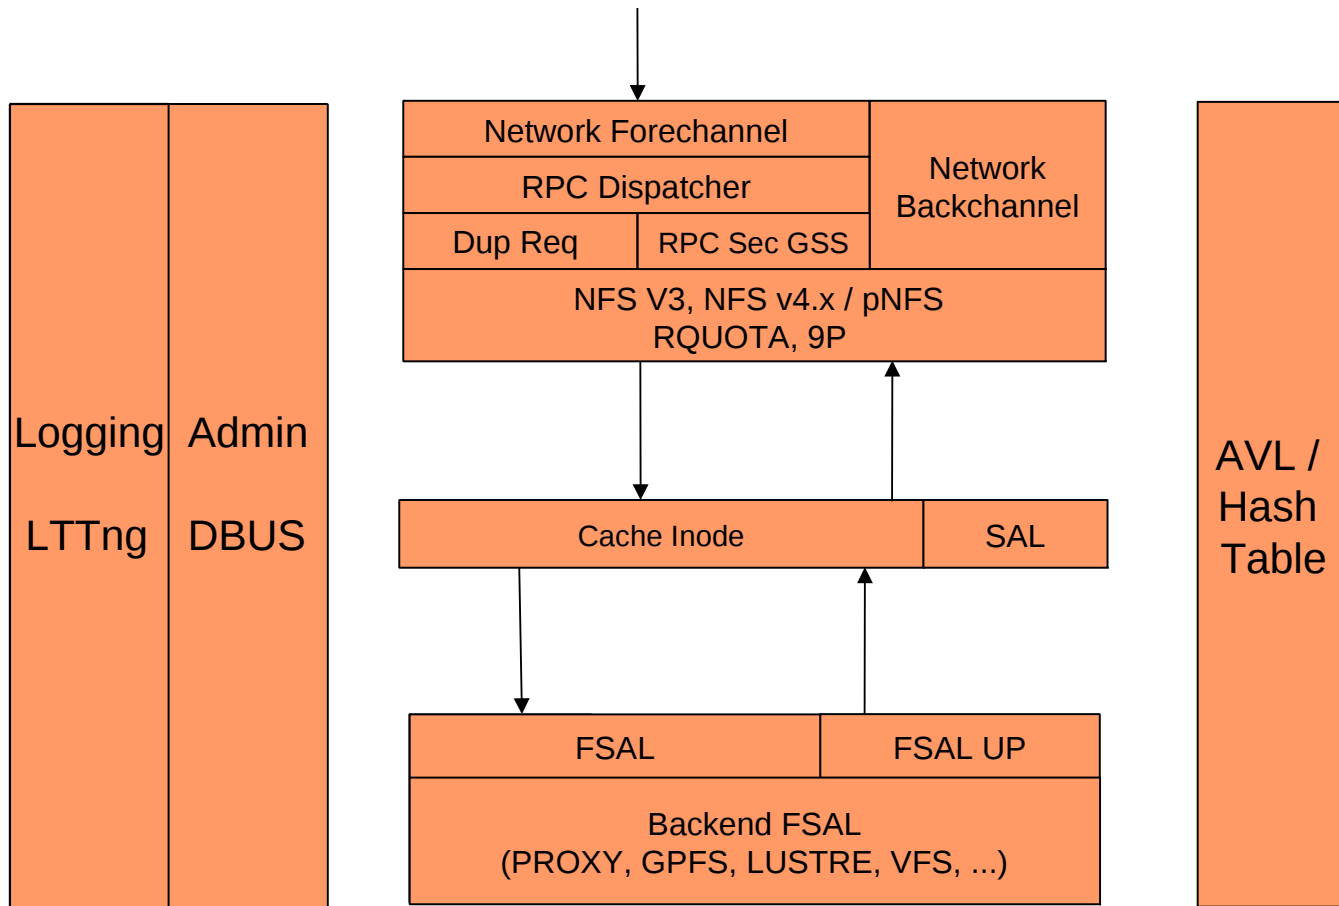 Logging
LTTng
Admin
DBUS
Network Forechannel
RPC Dispatcher
Dup Req
RPC Sec GSS
Network
Backchannel
NFS V3, NFS v4.x / pNFS
RQUOTA, 9P
Cache Inode
SAL
FSAL
FSAL UP
Backend FSAL
(PROXY, GPFS, LUSTRE, VFS, ...)
AVL /
Hash
Table